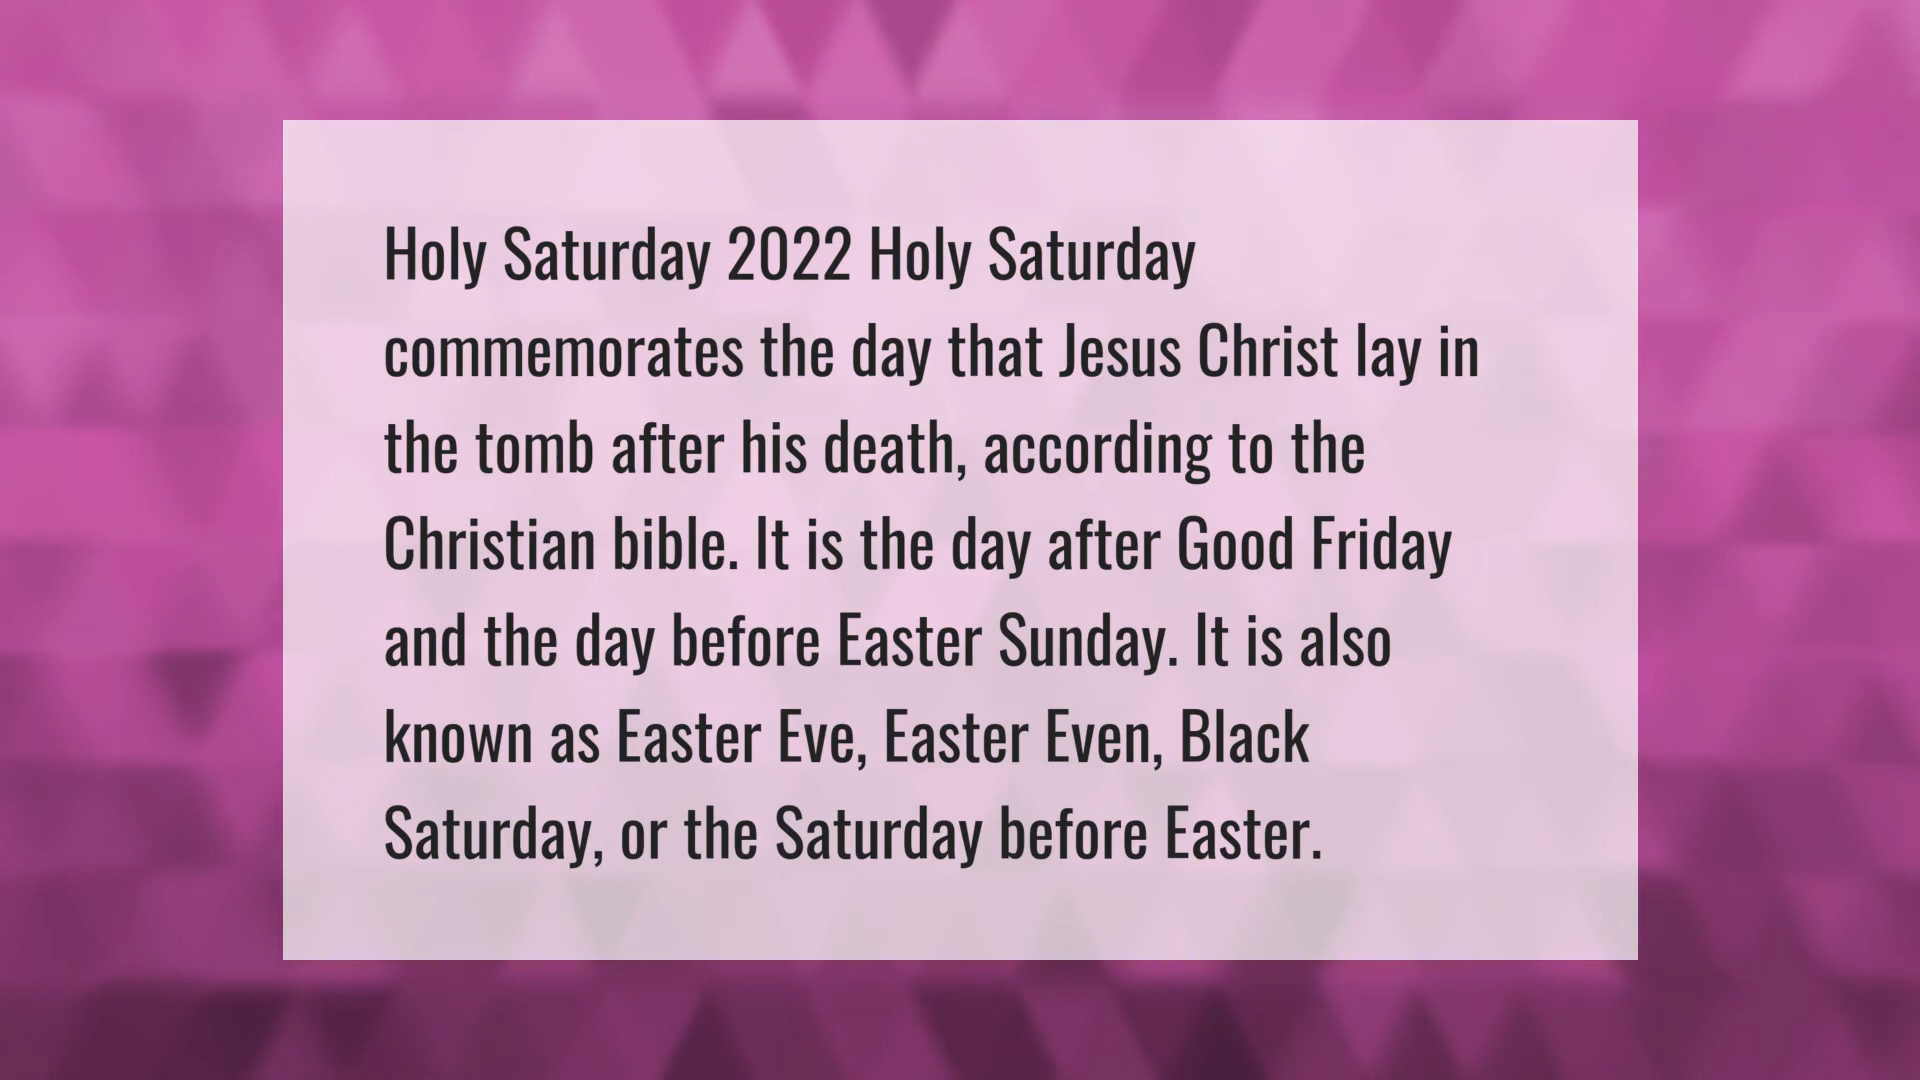 Holy Saturday 2022 Holy Saturday
commemorates the day that Jesus Christ lay in
the tomb after his death, according to the
Christian bible. It is the day after Good Friday
and the day before Easter Sunday. It is also
known as Easter Eve, Easter Even, Black
Saturday, or the Saturday before Easter.